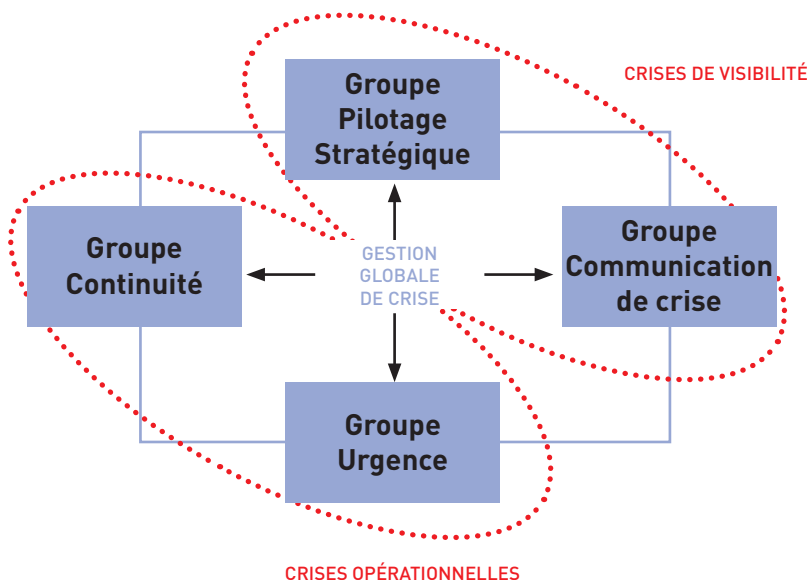 CRISES DE VISIBILITÉ
Groupe
Pilotage
Stratégique
Groupe
Continuité
GESTION
GLOBALE
DE CRISE
Groupe
Communication
de crise
Groupe
Urgence
CRISES OPÉRATIONNELLES